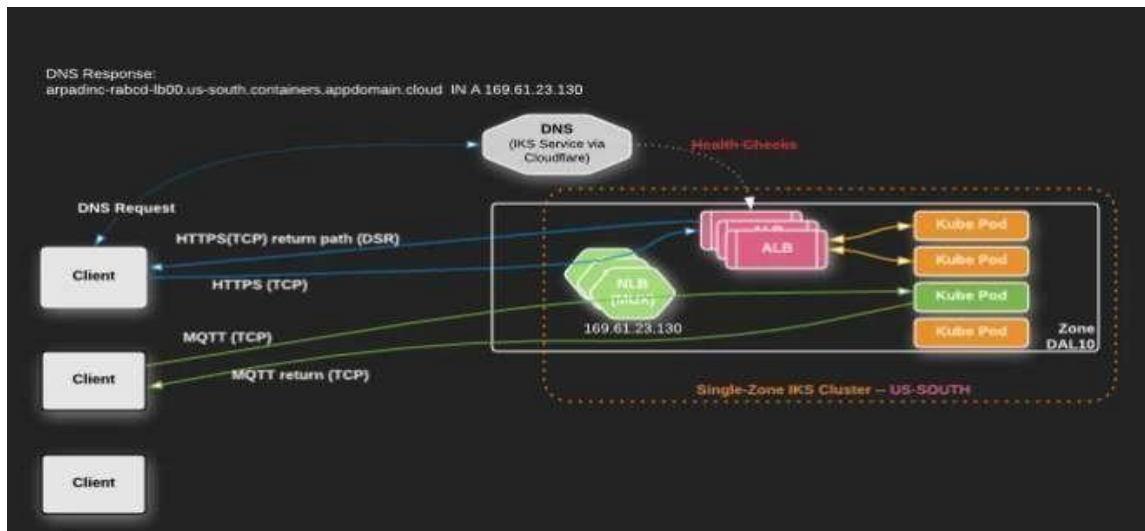 DNS Response:
arpadinc-rabcd-lb00.us-south.containers.appdomain.cloud IN A 169.61.23.130
DNS
(IKS Service via
Cloudflare)
Health Checks
DNS Request
HTTPS(TCP) return path (DSR)
Client
HTTPS (TCP)
ALB
ALB
Kube Pod
Kube Pod
NLB
(MUX)
Kube Pod
169.61.23.130
Kube Pod
Zone
DAL10
MQTT (TCP)
Client
MQTT return (TCP)
Single-Zone IKS Cluster – US-SOUTH
Client